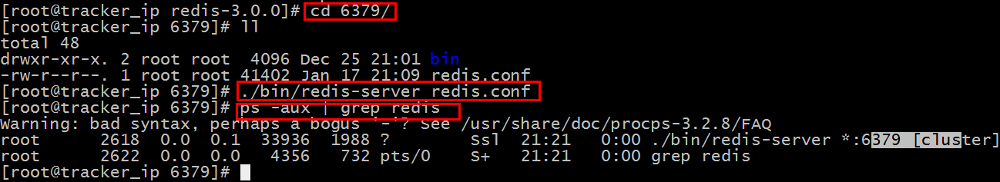 [root@tracker_ip redis-3.0.0]# cd 6379/
[root@tracker_ip 6379]# ll
total 48
drwxr-xr-x. 2 root root  4096 Dec 25 21:01 bin
-rw-r--r--. 1 root root 41402 Jan 17 21:09 redis.conf
[root@tracker_ip 6379]# ./bin/redis-server redis.conf
[root@tracker_ip 6379]# ps -aux | grep redis
Warning: bad syntax, perhaps a bogus '-'? See /usr/share/doc/procps-3.2.8/FAQ
root      2618  0.0  0.1  33936  1988 ?        Ssl  21:21   0:00 ./bin/redis-server *:6379 [cluster]
root      2622  0.0  0.0   4356   732 pts/0    S+   21:21   0:00 grep redis
[root@tracker_ip 6379]#